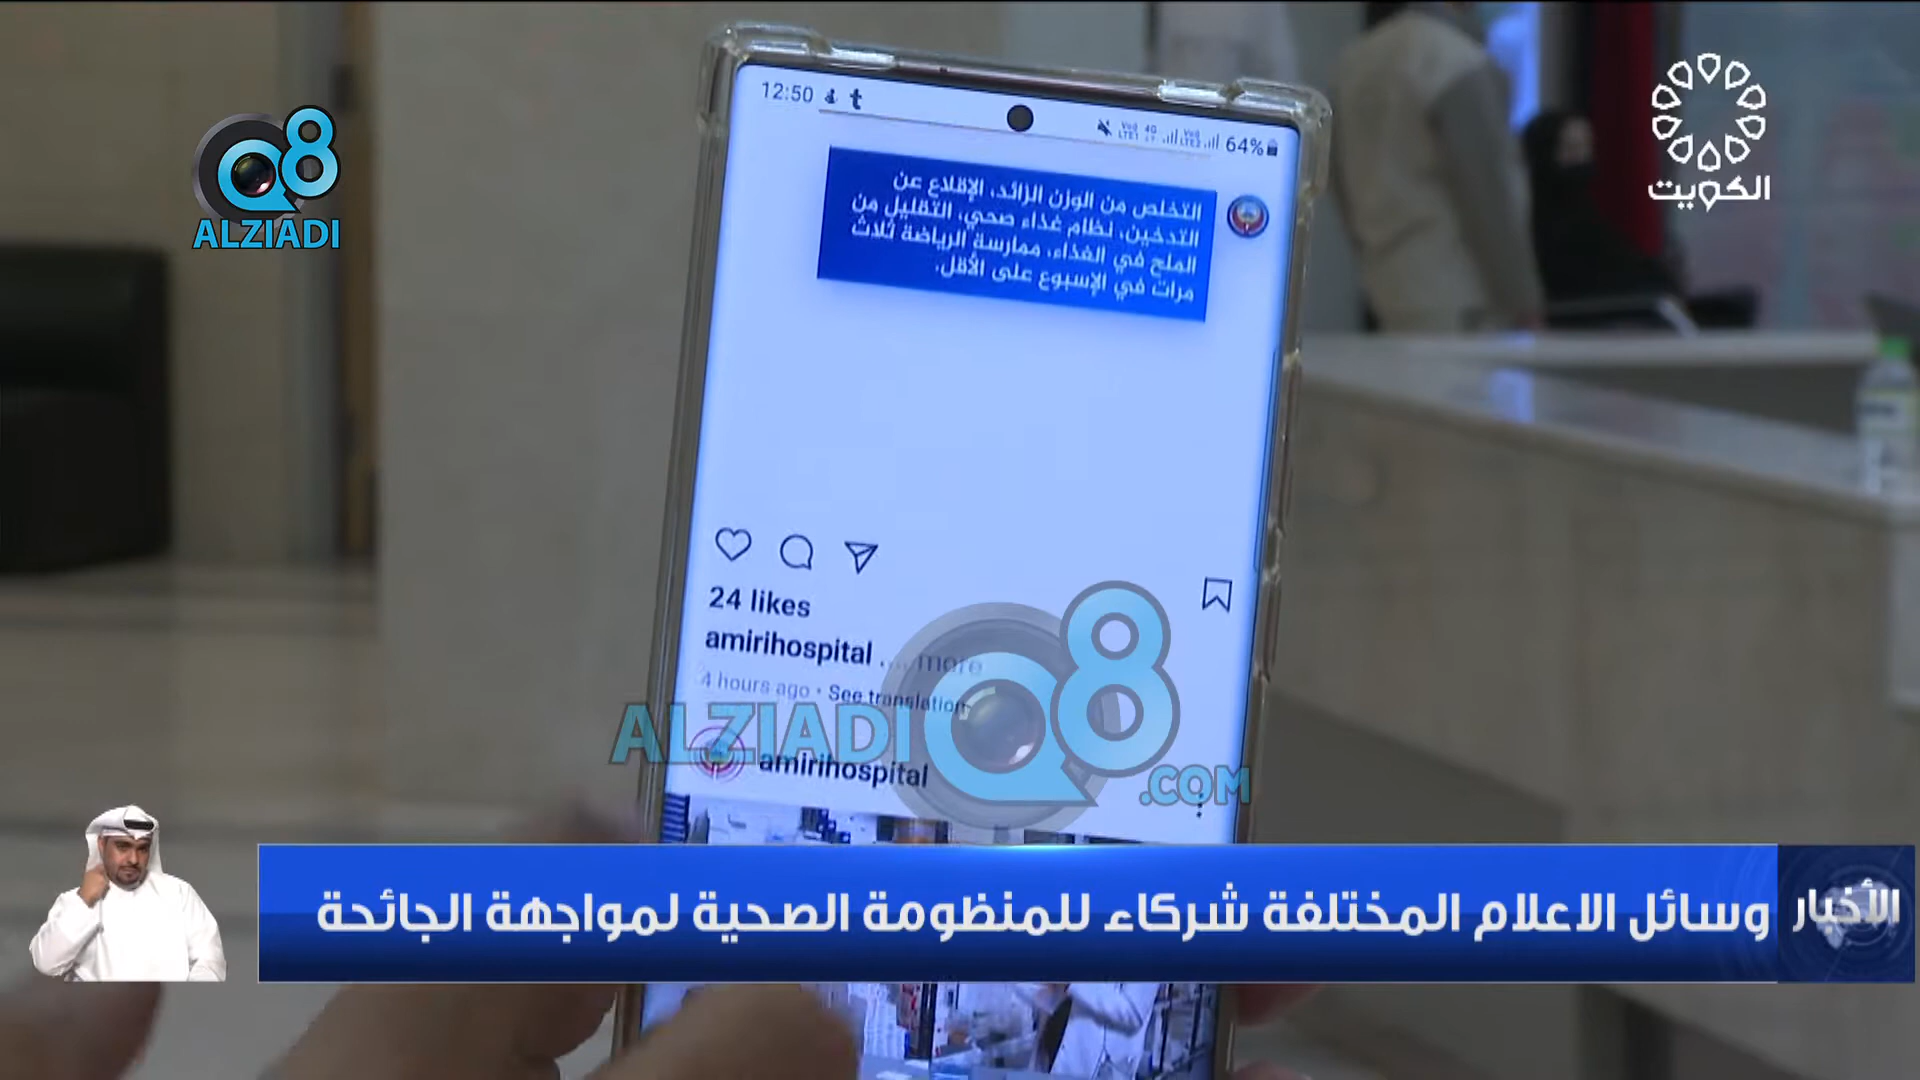 12:50
64%
Q8
ALZIADI
الكويت
التخلص من الوزن الزائد، الإقلاع عن
التدخين، نظام غذاء صحي، التقليل من
الملح في الغذاء، ممارسة الرياضة ثلاث
مرات في الإسبوع على الأقل.
24 likes
amirihospital .... more
4 hours ago • See translation
ALZIADI Q8
.COM
amirihospital
الأخبار
وسائل الاعلام المختلفة شركاء للمنظومة الصحية لمواجهة الجائحة